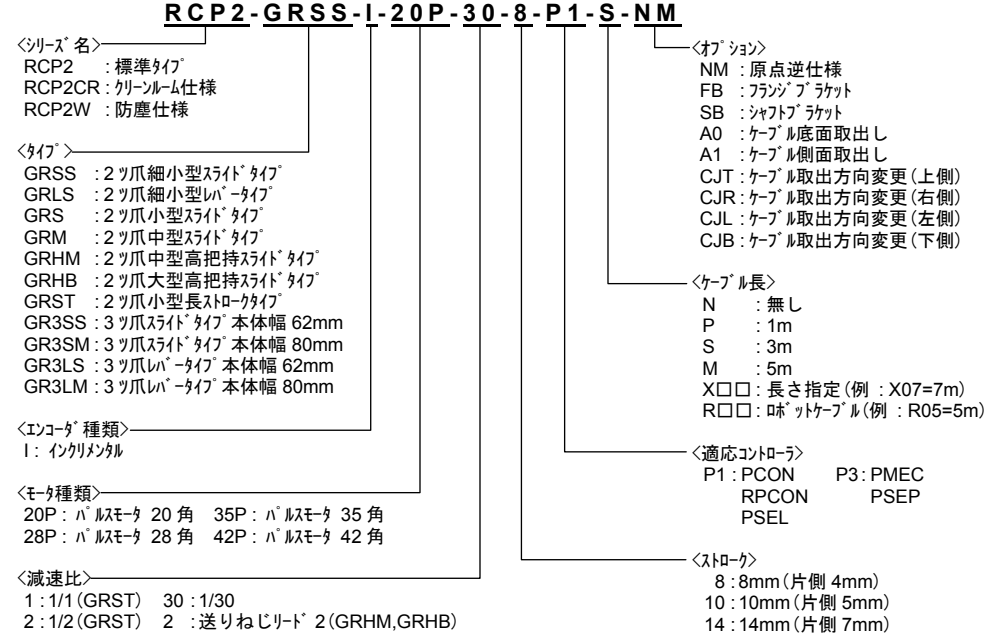 RCP2-GRSS-I-20P-30-8-P1-S-NM
〈ｼﾘｰｽﾞ名〉
RCP2 : 標準ﾀｲﾌﾟ
RCP2CR : ｸﾘｰﾝﾙｰﾑ仕様
RCP2W : 防塵仕様
〈ﾀｲﾌﾟ〉
GRSS : 2ﾂ爪細小型ｽﾗｲﾄﾞﾀｲﾌﾟ
GRLS : 2ﾂ爪細小型ﾚﾊﾞｰﾀｲﾌﾟ
GRS : 2ﾂ爪小型ｽﾗｲﾄﾞﾀｲﾌﾟ
GRM : 2ﾂ爪中型ｽﾗｲﾄﾞﾀｲﾌﾟ
GRHM : 2ﾂ爪中型高把持ｽﾗｲﾄﾞﾀｲﾌﾟ
GRHB : 2ﾂ爪大型高把持ｽﾗｲﾄﾞﾀｲﾌﾟ
GRST : 2ﾂ爪小型長ｽﾄﾛｰｸﾀｲﾌﾟ
GR3SS : 3ﾂ爪ｽﾗｲﾄﾞﾀｲﾌﾟ本体幅 62mm
GR3SM : 3ﾂ爪ｽﾗｲﾄﾞﾀｲﾌﾟ本体幅 80mm
GR3LS : 3ﾂ爪ﾚﾊﾞｰﾀｲﾌﾟ本体幅 62mm
GR3LM : 3ﾂ爪ﾚﾊﾞｰﾀｲﾌﾟ本体幅 80mm
〈ｴﾝｺｰﾀﾞ種類〉
I : ｲﾝｸﾘﾒﾝﾀﾙ
〈ﾓｰﾀ種類〉
20P : ﾊﾟﾙｽﾓｰﾀ 20角 35P : ﾊﾟﾙｽﾓｰﾀ 35角
28P : ﾊﾟﾙｽﾓｰﾀ 28角 42P : ﾊﾟﾙｽﾓｰﾀ 42角
〈減速比〉
1 : 1/1(GRST) 30 : 1/30
2 : 1/2(GRST) 2 : 送りねじﾘｰﾄﾞ2(GRHM,GRHB)
〈ｵﾌﾟｼｮﾝ〉
NM : 原点逆仕様
FB : ﾌﾗﾝｼﾞﾌﾞﾗｹｯﾄ
SB : ｼｬﾌﾄﾌﾞﾗｹｯﾄ
A0 : ｹｰﾌﾞﾙ底面取出し
A1 : ｹｰﾌﾞﾙ側面取出し
CJT : ｹｰﾌﾞﾙ取出方向変更(上側)
CJR : ｹｰﾌﾞﾙ取出方向変更(右側)
CJL : ｹｰﾌﾞﾙ取出方向変更(左側)
CJB : ｹｰﾌﾞﾙ取出方向変更(下側)
〈ｹｰﾌﾞﾙ長〉
N : 無し
P : 1m
S : 3m
M : 5m
X□□ : 長さ指定(例 : X07=7m)
R□□ : ﾛﾎﾞｯﾄｹｰﾌﾞﾙ(例 : R05=5m)
〈適応ｺﾝﾄﾛｰﾗ〉
P1 : PCON P3 : PMEC
RPCON PSEP
PSEL
〈ｽﾄﾛｰｸ〉
8 : 8mm(片側 4mm)
10 : 10mm(片側 5mm)
14 : 14mm(片側 7mm)